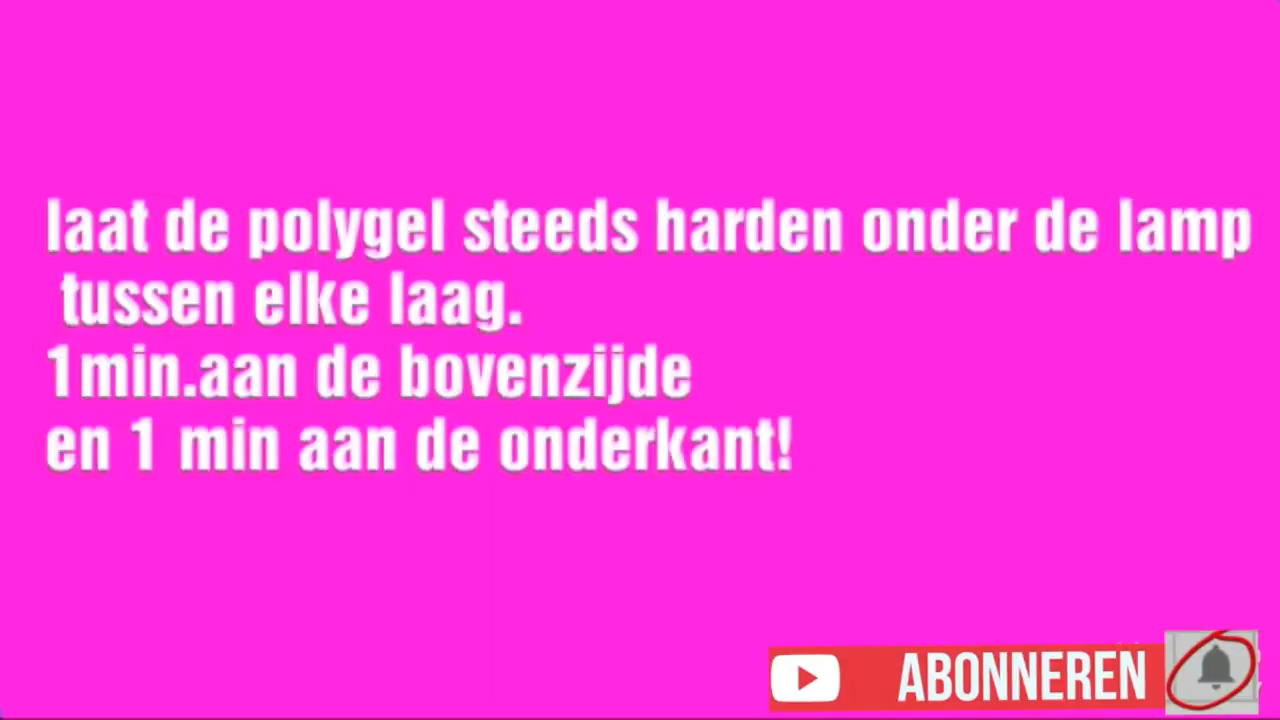 laat de polygel steeds harden onder de lamp
tussen elke laag.
1min.aan de bovenzijde
en 1 min aan de onderkant!
ABONNEREN